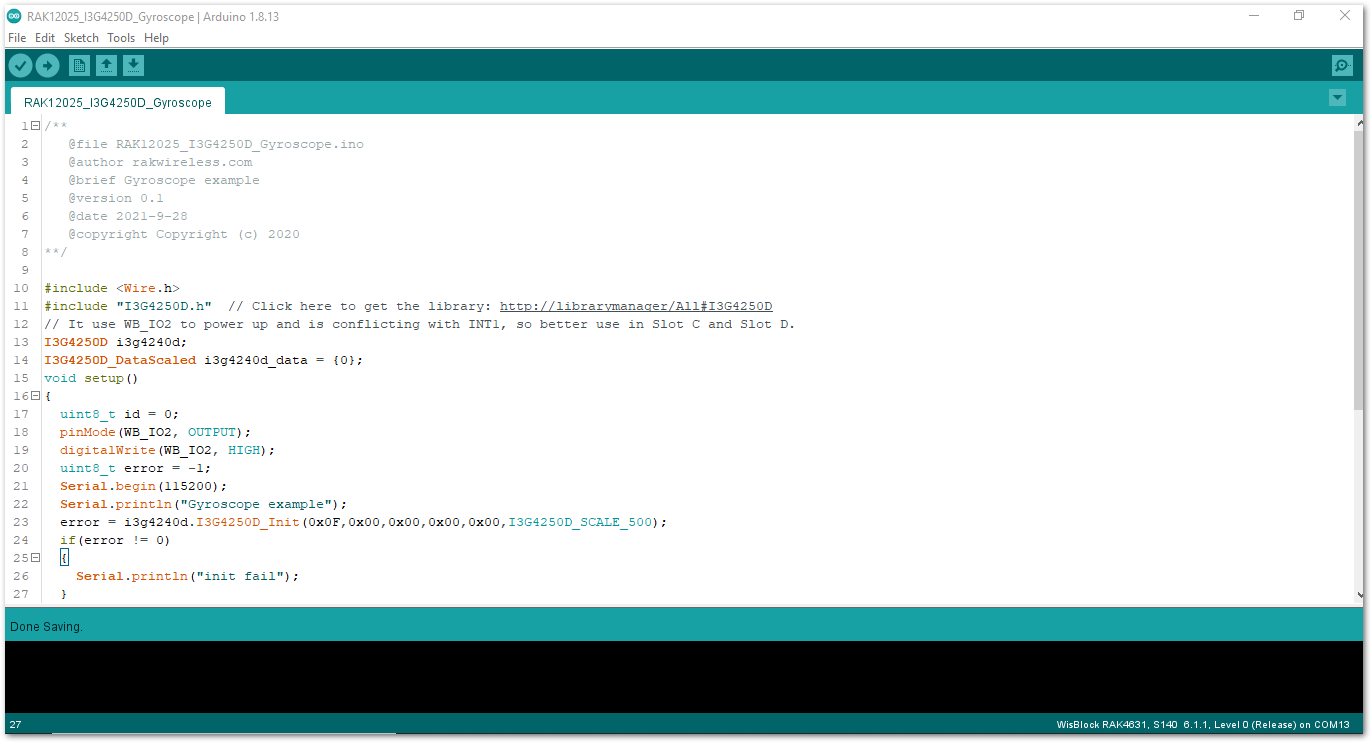 RAK12025_I3G4250D_Gyroscope | Arduino 1.8.13
File Edit Sketch Tools Help
RAK12025_I3G4250D_Gyroscope
1 /**
2 @file RAK12025_I3G4250D_Gyroscope.ino
3 @author rakwireless.com
4 @brief Gyroscope example
5 @version 0.1
6 @date 2021-9-28
7 @copyright Copyright (c) 2020
8 **/
9
10 #include <Wire.h>
11 #include "I3G4250D.h"  // Click here to get the library: http://librarymanager/All#I3G4250D
12 // It use WB_IO2 to power up and is conflicting with INT1, so better use in Slot C and Slot D.
13 I3G4250D i3g4240d;
14 I3G4250D_DataScaled i3g4240d_data = {0};
15 void setup()
16 {
17 uint8_t id = 0;
18 pinMode(WB_IO2, OUTPUT);
19 digitalWrite(WB_IO2, HIGH);
20 uint8_t error = -1;
21 Serial.begin(115200);
22 Serial.println("Gyroscope example");
23 error = i3g4240d.I3G4250D_Init(0x0F,0x00,0x00,0x00,0x00,I3G4250D_SCALE_500);
24 if(error != 0)
25 {
26 Serial.println("init fail");
27 }
Done Saving.
27
WisBlock RAK4631, S140 6.1.1, Level 0 (Release) on COM13